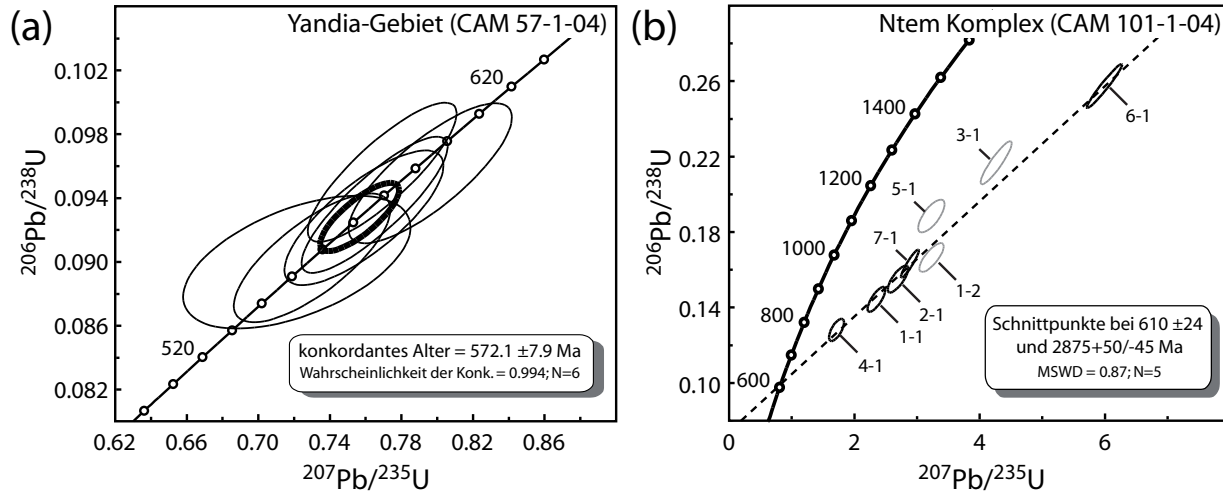 (a)
Yandia-Gebiet (CAM 57-1-04)
206Pb/238U
0.102
0.098
0.094
0.090
0.086
0.082
620
520
konkordantes Alter = 572.1 ±7.9 Ma
Wahrscheinlichkeit der Konk. = 0.994; N=6
0.62 0.66 0.70 0.74 0.78 0.82 0.86
207Pb/235U
(b)
Ntem Komplex (CAM 101-1-04)
206Pb/238U
0.26
0.22
0.18
0.14
0.10
1400
1200
1000
800
600
6-1
3-1
5-1
7-1
1-2
2-1
1-1
4-1
Schnittpunkte bei 610 ±24
und 2875+50/-45 Ma
MSWD = 0.87; N=5
0 2 4 6
207Pb/235U